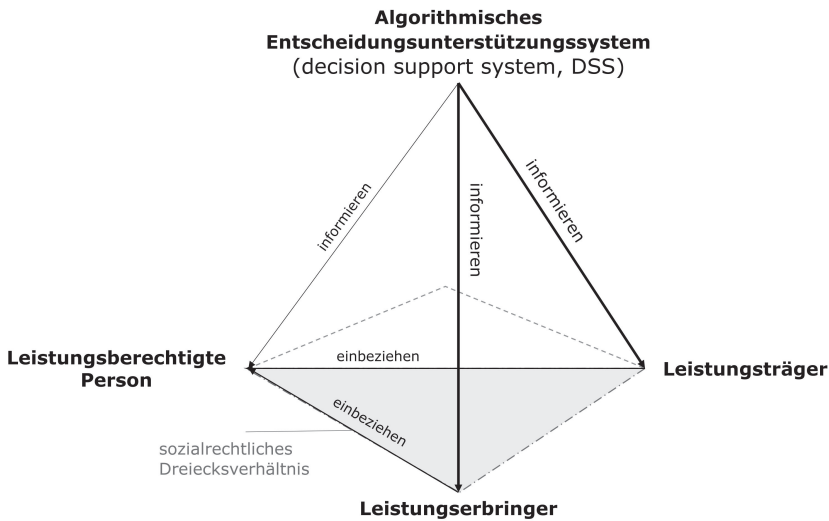 Algorithmisches
Entscheidungsunterstützungssystem
(decision support system, DSS)
informieren
informieren
informieren
Leistungsberechtigte
Person
einbeziehen
Leistungsträger
einbeziehen
sozialrechtliches
Dreiecksverhältnis
Leistungserbringer